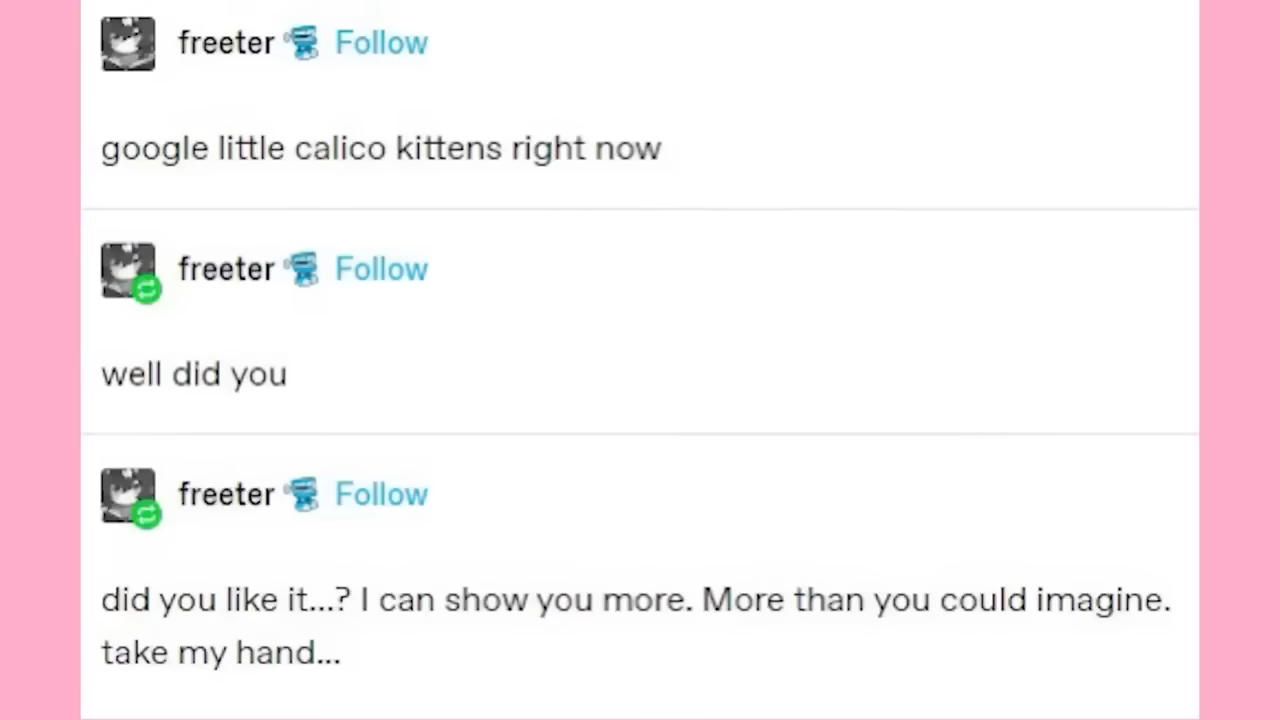 freeter Follow
google little calico kittens right now
freeter Follow
well did you
freeter Follow
did you like it...? I can show you more. More than you could imagine.
take my hand...